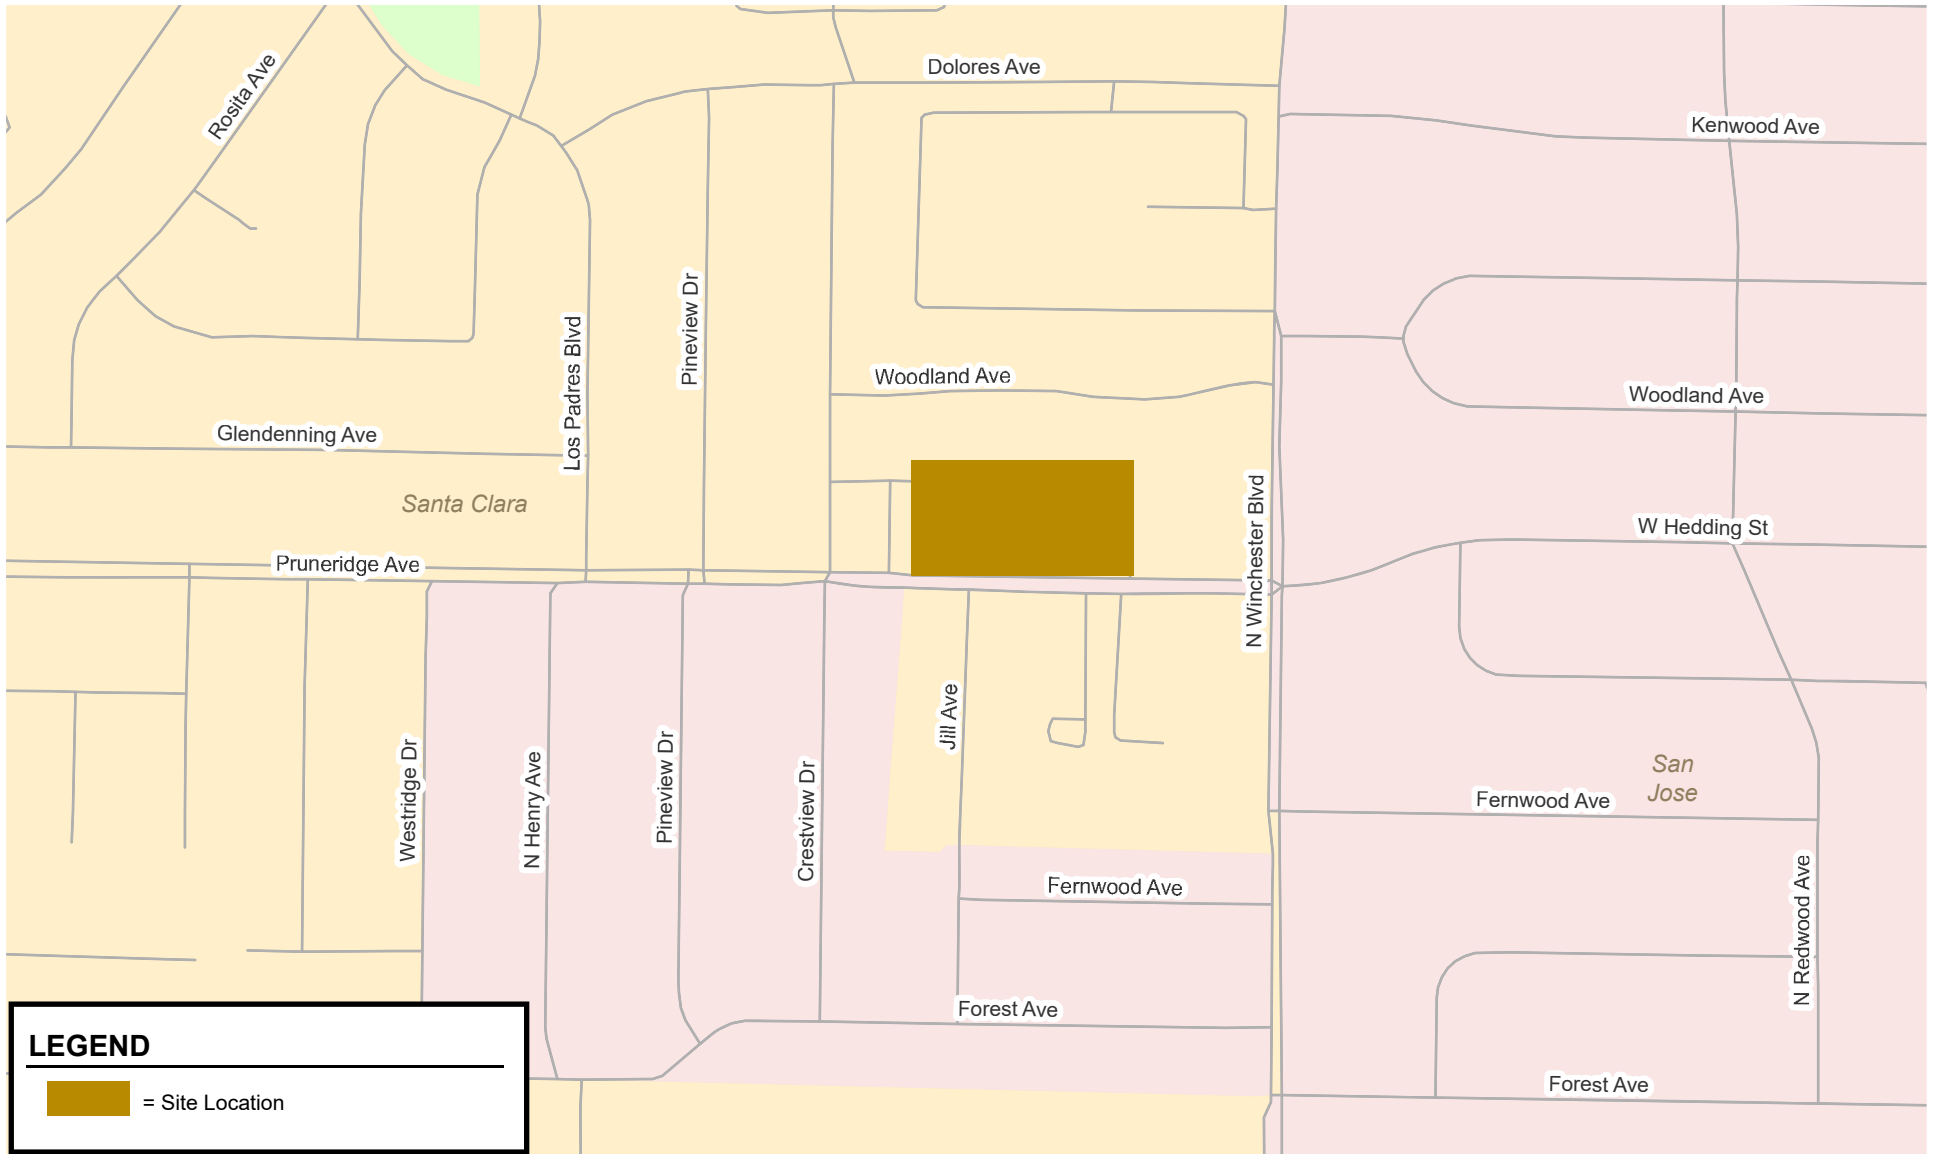 Dolores Ave
Rosita Ave
Kenwood Ave
Pineview Dr
Los Padres Blvd
Woodland Ave
Woodland Ave
Glendenning Ave
Santa Clara
N Winchester Blvd
W Hedding St
Pruneridge Ave
Jill Ave
Westridge Dr
N Henry Ave
Pineview Dr
Crestview Dr
San
Jose
Fernwood Ave
Fernwood Ave
N Redwood Ave
Forest Ave
Forest Ave
LEGEND
= Site Location